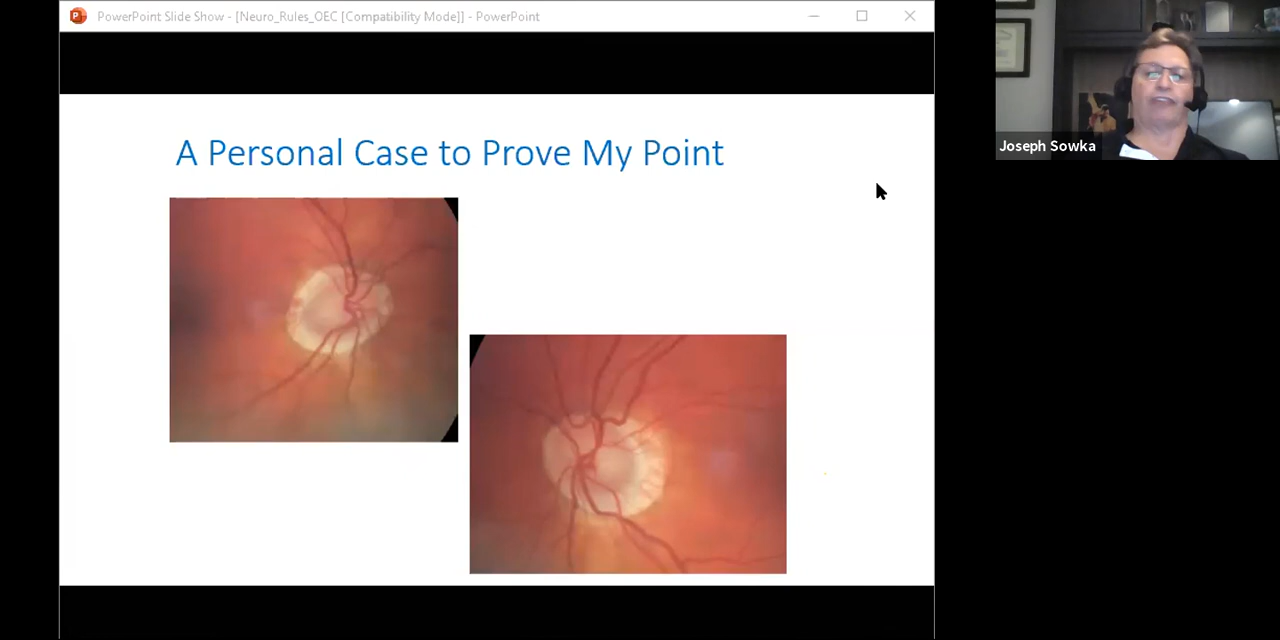 PowerPoint Slide Show - [Neuro_Rules_OEC [Compatibility Mode]] - PowerPoint
A Personal Case to Prove My Point
Joseph Sowka